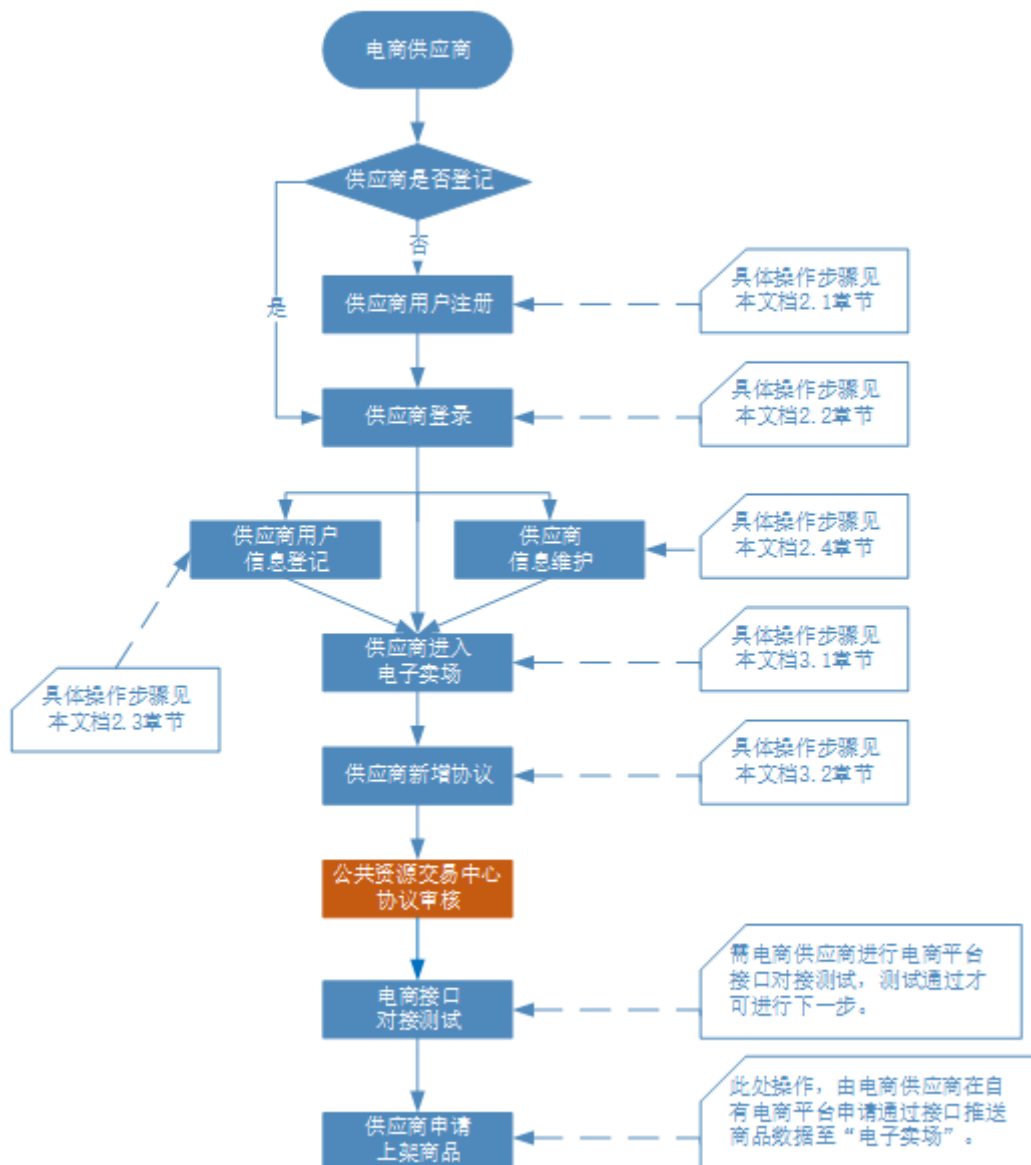 电商供应商
供应商是否登记
否
是
供应商用户注册
具体操作步骤见
本文档2.1章节
供应商登录
具体操作步骤见
本文档2.2章节
供应商用户
信息登记
供应商
信息维护
具体操作步骤见
本文档2.4章节
供应商进入
电子卖场
具体操作步骤见
本文档3.1章节
具体操作步骤见
本文档2.3章节
供应商新增协议
具体操作步骤见
本文档3.2章节
公共资源交易中心
协议审核
电商接口
对接测试
需电商供应商进行电商平台
接口对接测试，测试通过才
可进行下一步。
供应商申请
上架商品
此处操作，由电商供应商在自
有电商平台申请通过接口推送
商品数据至“电子卖场”。